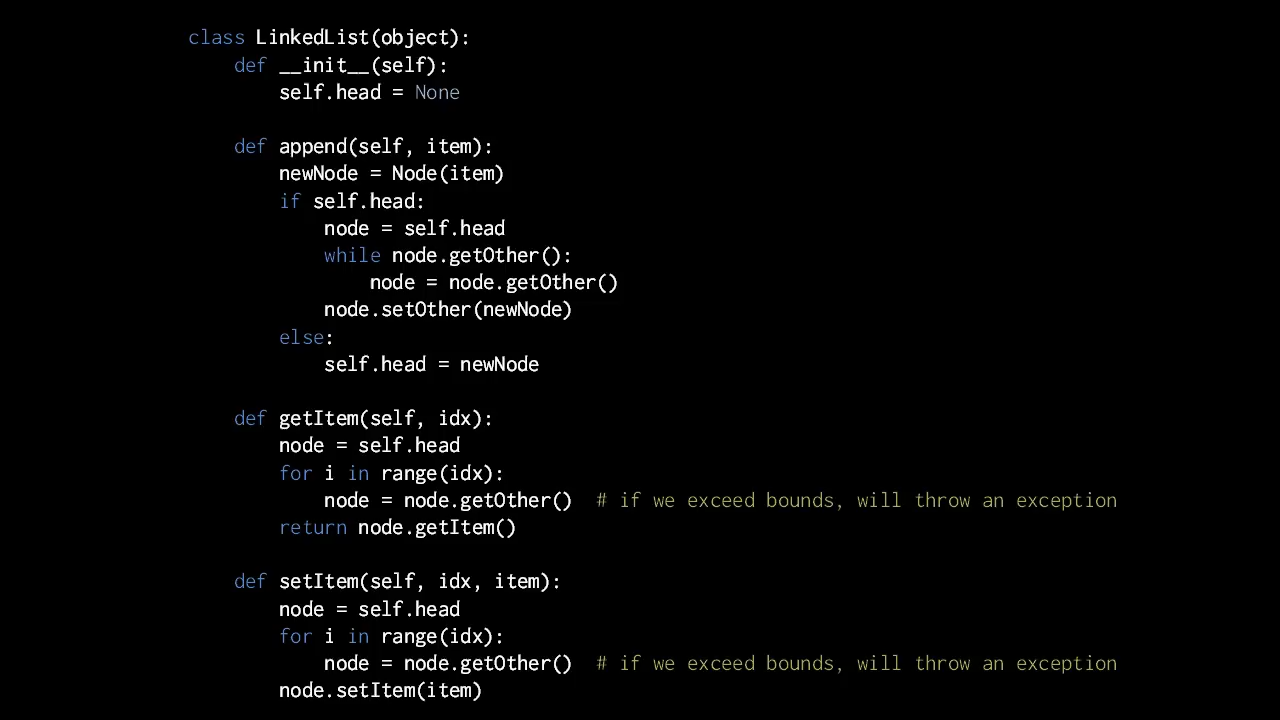 class LinkedList(object):
    def __init__(self):
        self.head = None

    def append(self, item):
        newNode = Node(item)
        if self.head:
            node = self.head
            while node.getOther():
                node = node.getOther()
            node.setOther(newNode)
        else:
            self.head = newNode

    def getItem(self, idx):
        node = self.head
        for i in range(idx):
            node = node.getOther()  # if we exceed bounds, will throw an exception
        return node.getItem()

    def setItem(self, idx, item):
        node = self.head
        for i in range(idx):
            node = node.getOther()  # if we exceed bounds, will throw an exception
        node.setItem(item)